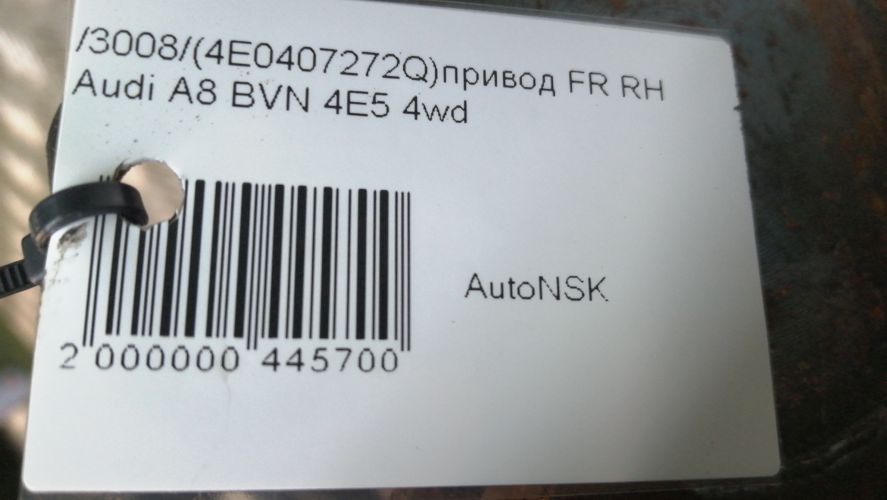 /3008/(4E0407272Q)привод FR RH
Audi A8 BVN 4E5 4wd
AutoNSK
2 000000 445700